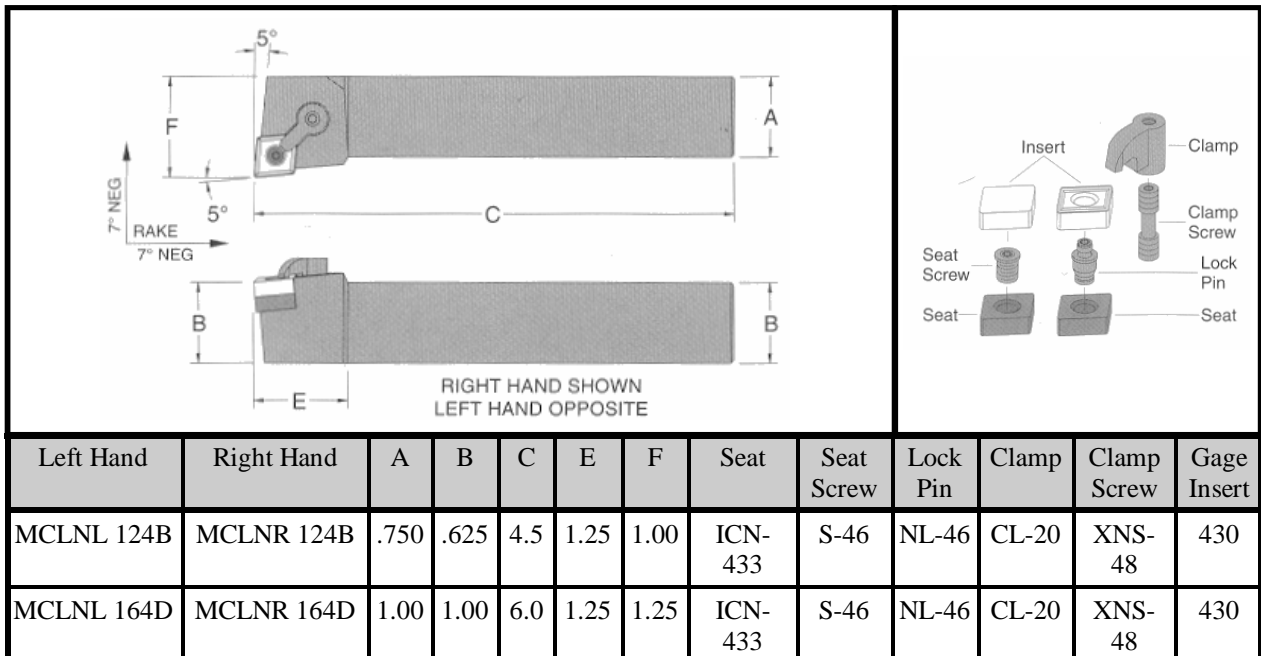 5°
F
A
7° NEG
5°
RAKE
7° NEG
C
B
B
E
RIGHT HAND SHOWN
LEFT HAND OPPOSITE
Insert
Clamp
Clamp
Screw
Seat
Screw
Lock
Pin
Seat
Seat
Left Hand Right Hand A B C E F Seat Seat Screw Lock Pin Clamp Clamp Screw Gage Insert
MCLNL 124B MCLNR 124B .750 .625 4.5 1.25 1.00 ICN-433 S-46 NL-46 CL-20 XNS-48 430
MCLNL 164D MCLNR 164D 1.00 1.00 6.0 1.25 1.25 ICN-433 S-46 NL-46 CL-20 XNS-48 430